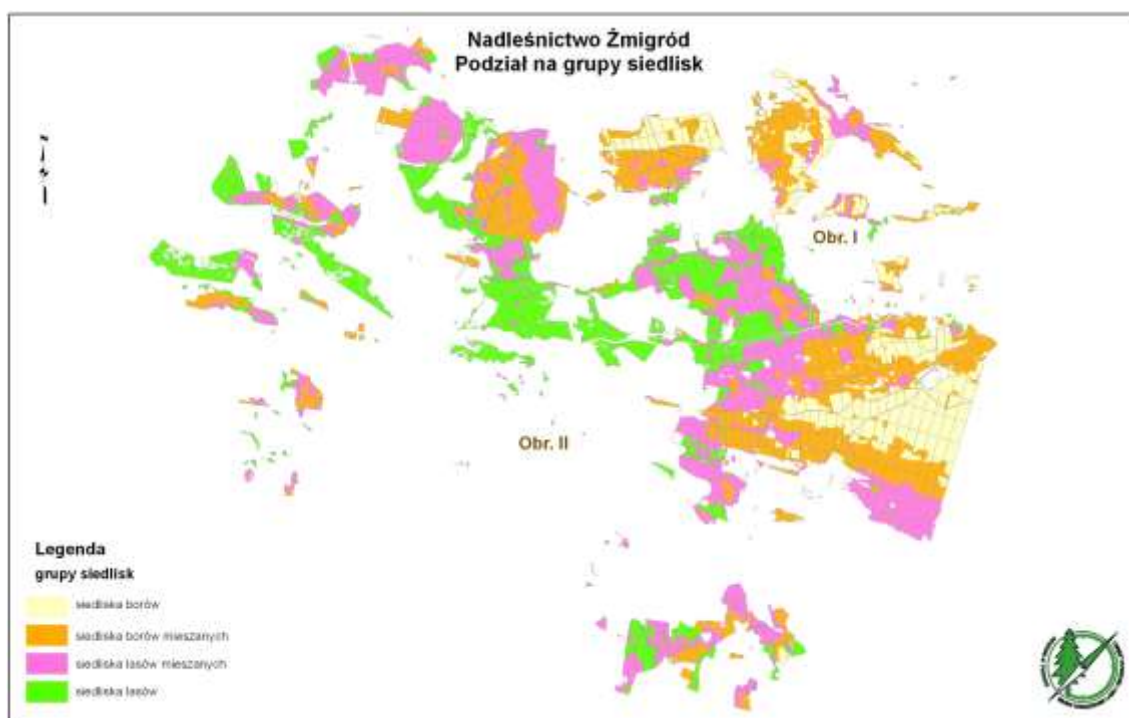 Nadleśnictwo Żmigród
Podział na grupy siedlisk
Obr. I
Obr. II
Legenda
grupy siedlisk
siedliska borów
siedliska borów mieszanych
siedliska lasów mieszanych
siedliska lasów